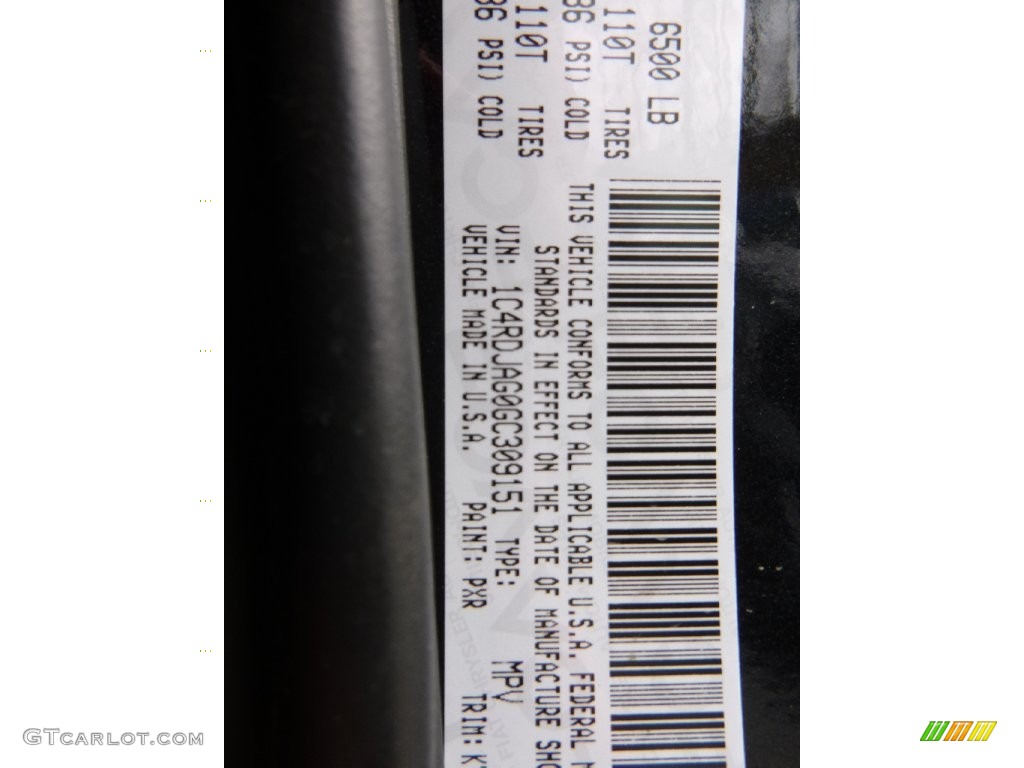 6500 LB
110T TIRES
36 PSI) COLD
110T TIRES
36 PSI) COLD
THIS VEHICLE CONFORMS TO ALL APPLICABLE U.S.A. FEDERAL M
STANDARDS IN EFFECT ON THE DATE OF MANUFACTURE SHO
VIN: 1C4RDJAG0GC309151 TYPE: MPV
VEHICLE MADE IN U.S.A. PAINT: PXR TRIM: K
FIAT CHRYSLER
GTCARLOT.COM